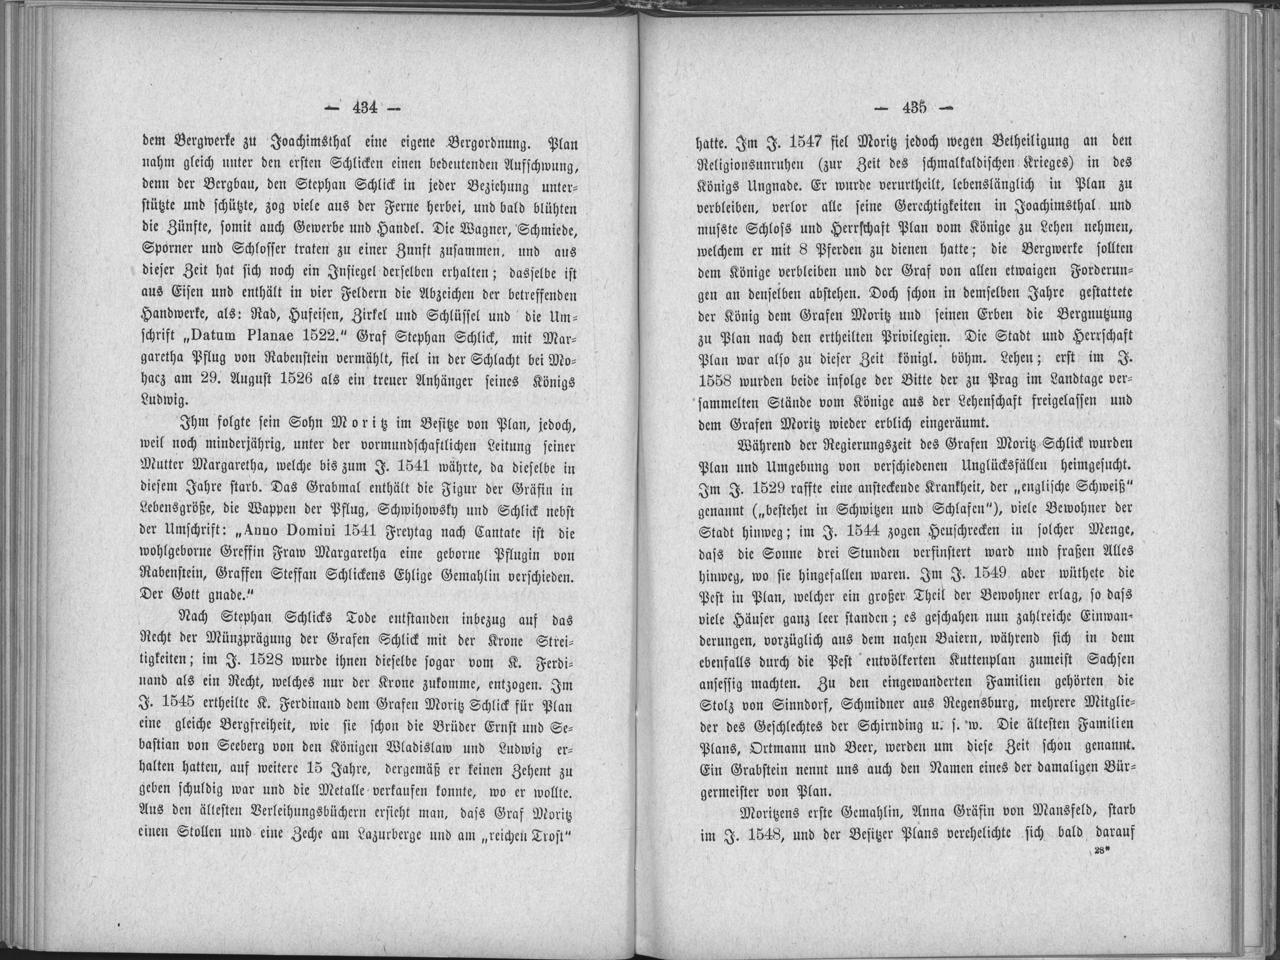 — 434 —
dem Bergwerke zu Joachimsthal eine eigene Bergordnung. Plan
nahm gleich unter den ersten Schlicken einen bedeutenden Aufschwung,
denn der Bergbau, den Stephan Schlick in jeder Beziehung unter-
stützte und schützte, zog viele aus der Ferne herbei, und bald blühten
die Zünfte, somit auch Gewerbe und Handel. Die Wagner, Schmiede,
Sporner und Schlosser traten zu einer Zunft zusammen, und aus
dieser Zeit hat sich noch ein Insiegel derselben erhalten; dasselbe ist
aus Eisen und enthält in vier Feldern die Abzeichen der betreffenden
Handwerke, als: Rad, Hufeisen, Zirkel und Schlüssel und die Um-
schrift „Datum Planae 1522.“ Graf Stephan Schlick, mit Mar-
garetha Pflug von Rabenstein vermählt, fiel in der Schlacht bei Mo-
hacz am 29. August 1526 als ein treuer Anhänger seines Königs
Ludwig.
Ihm folgte sein Sohn Moritz im Besitze von Plan, jedoch,
weil noch minderjährig, unter der vormundschaftlichen Leitung seiner
Mutter Margaretha, welche bis zum J. 1541 währte, da dieselbe in
diesem Jahre starb. Das Grabmal enthält die Figur der Gräfin in
Lebensgröße, die Wappen der Pflug, Schwihowsky und Schlick nebst
der Umschrift: „Anno Domini 1541 Freytag nach Cantate ist die
wohlgeborne Greffin Fraw Margaretha eine geborne Pflugin von
Rabenstein, Graffen Steffan Schlickens Ehlige Gemahlin verschieden.
Der Gott gnade.“
Nach Stephan Schlicks Tode entstanden inbezug auf das
Recht der Münzprägung der Grafen Schlick mit der Krone Strei-
tigkeiten; im J. 1528 wurde ihnen dieselbe sogar vom K. Ferdi-
nand als ein Recht, welches nur der Krone zukomme, entzogen. Im
J. 1545 ertheilte K. Ferdinand dem Grafen Moritz Schlick für Plan
eine gleiche Bergfreiheit, wie sie schon die Brüder Ernst und Se-
bastian von Seeberg von den Königen Wladislaw und Ludwig er-
halten hatten, auf weitere 15 Jahre, dergemäß er keinen Zehent zu
geben schuldig war und die Metalle verkaufen konnte, wo er wollte.
Aus den ältesten Verleihungsbüchern ersieht man, dass Graf Moritz
einen Stollen und eine Zeche am Lazurberge und am „reichen Trost“
— 435 —
hatte. Im J. 1547 fiel Moritz jedoch wegen Betheiligung an den
Religionsunruhen (zur Zeit des schmalkaldischen Krieges) in des
Königs Ungnade. Er wurde verurtheilt, lebenslänglich in Plan zu
verbleiben, verlor alle seine Gerechtigkeiten in Joachimsthal und
musste Schloss und Herrschaft Plan vom Könige zu Lehen nehmen,
welchem er mit 8 Pferden zu dienen hatte; die Bergwerke sollten
dem Könige verbleiben und der Graf von allen etwaigen Forderun-
gen an denselben abstehen. Doch schon in demselben Jahre gestattete
der König dem Grafen Moritz und seinen Erben die Bergnutzung
zu Plan nach den ertheilten Privilegien. Die Stadt und Herrschaft
Plan war also zu dieser Zeit königl. böhm. Lehen; erst im J.
1558 wurden beide infolge der Bitte der zu Prag im Landtage ver-
sammelten Stände vom Könige aus der Lehenschaft freigelassen und
dem Grafen Moritz wieder erblich eingeräumt.
Während der Regierungszeit des Grafen Moritz Schlick wurden
Plan und Umgebung von verschiedenen Unglücksfällen heimgesucht.
Im J. 1529 raffte eine ansteckende Krankheit, der „englische Schweiß“
genannt („bestehet in Schwitzen und Schlafen“), viele Bewohner der
Stadt hinweg; im J. 1544 zogen Heuschrecken in solcher Menge,
dass die Sonne drei Stunden verfinstert ward und fraßen Alles
hinweg, wo sie hingefallen waren. Im J. 1549 aber wüthete die
Pest in Plan, welcher ein großer Theil der Bewohner erlag, so dass
viele Häuser ganz leer standen; es geschahen nun zahlreiche Einwan-
derungen, vorzüglich aus dem nahen Baiern, während sich in dem
ebenfalls durch die Pest entvölkerten Kuttenplan zumeist Sachsen
ansessig machten. Zu den eingewanderten Familien gehörten die
Stolz von Sinndorf, Schmidner aus Regensburg, mehrere Mitglie-
der des Geschlechtes der Schirnding u. s. w. Die ältesten Familien
Plans, Ortmann und Beer, werden um diese Zeit schon genannt.
Ein Grabstein nennt uns auch den Namen eines der damaligen Bür-
germeister von Plan.
Moritzens erste Gemahlin, Anna Gräfin von Mansfeld, starb
im J. 1548, und der Besitzer Plans verehelichte sich bald darauf
28*